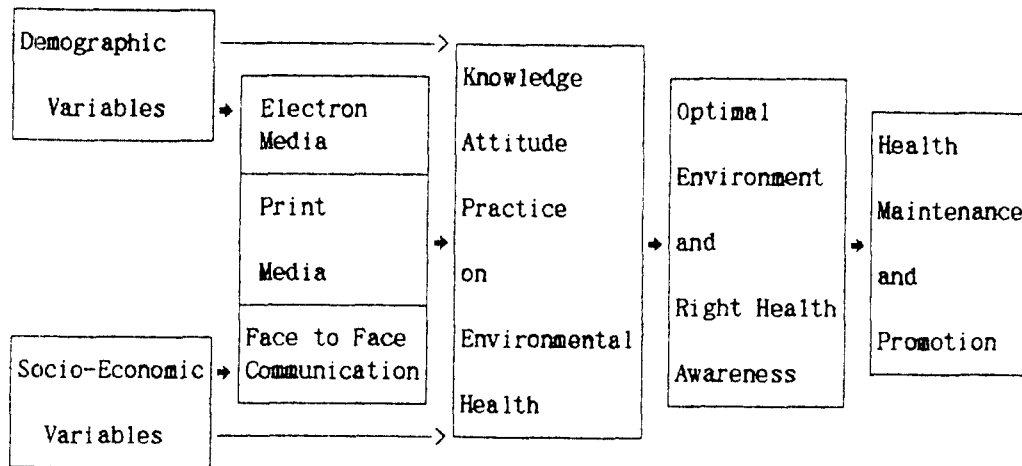 Demographic
Variables
Socio-Economic
Variables
Electron
Media
Print
Media
Face to Face
Communication
Knowledge
Attitude
Practice
on
Environmental
Health
Optimal
Environment
and
Right Health
Awareness
Health
Maintenance
and
Promotion